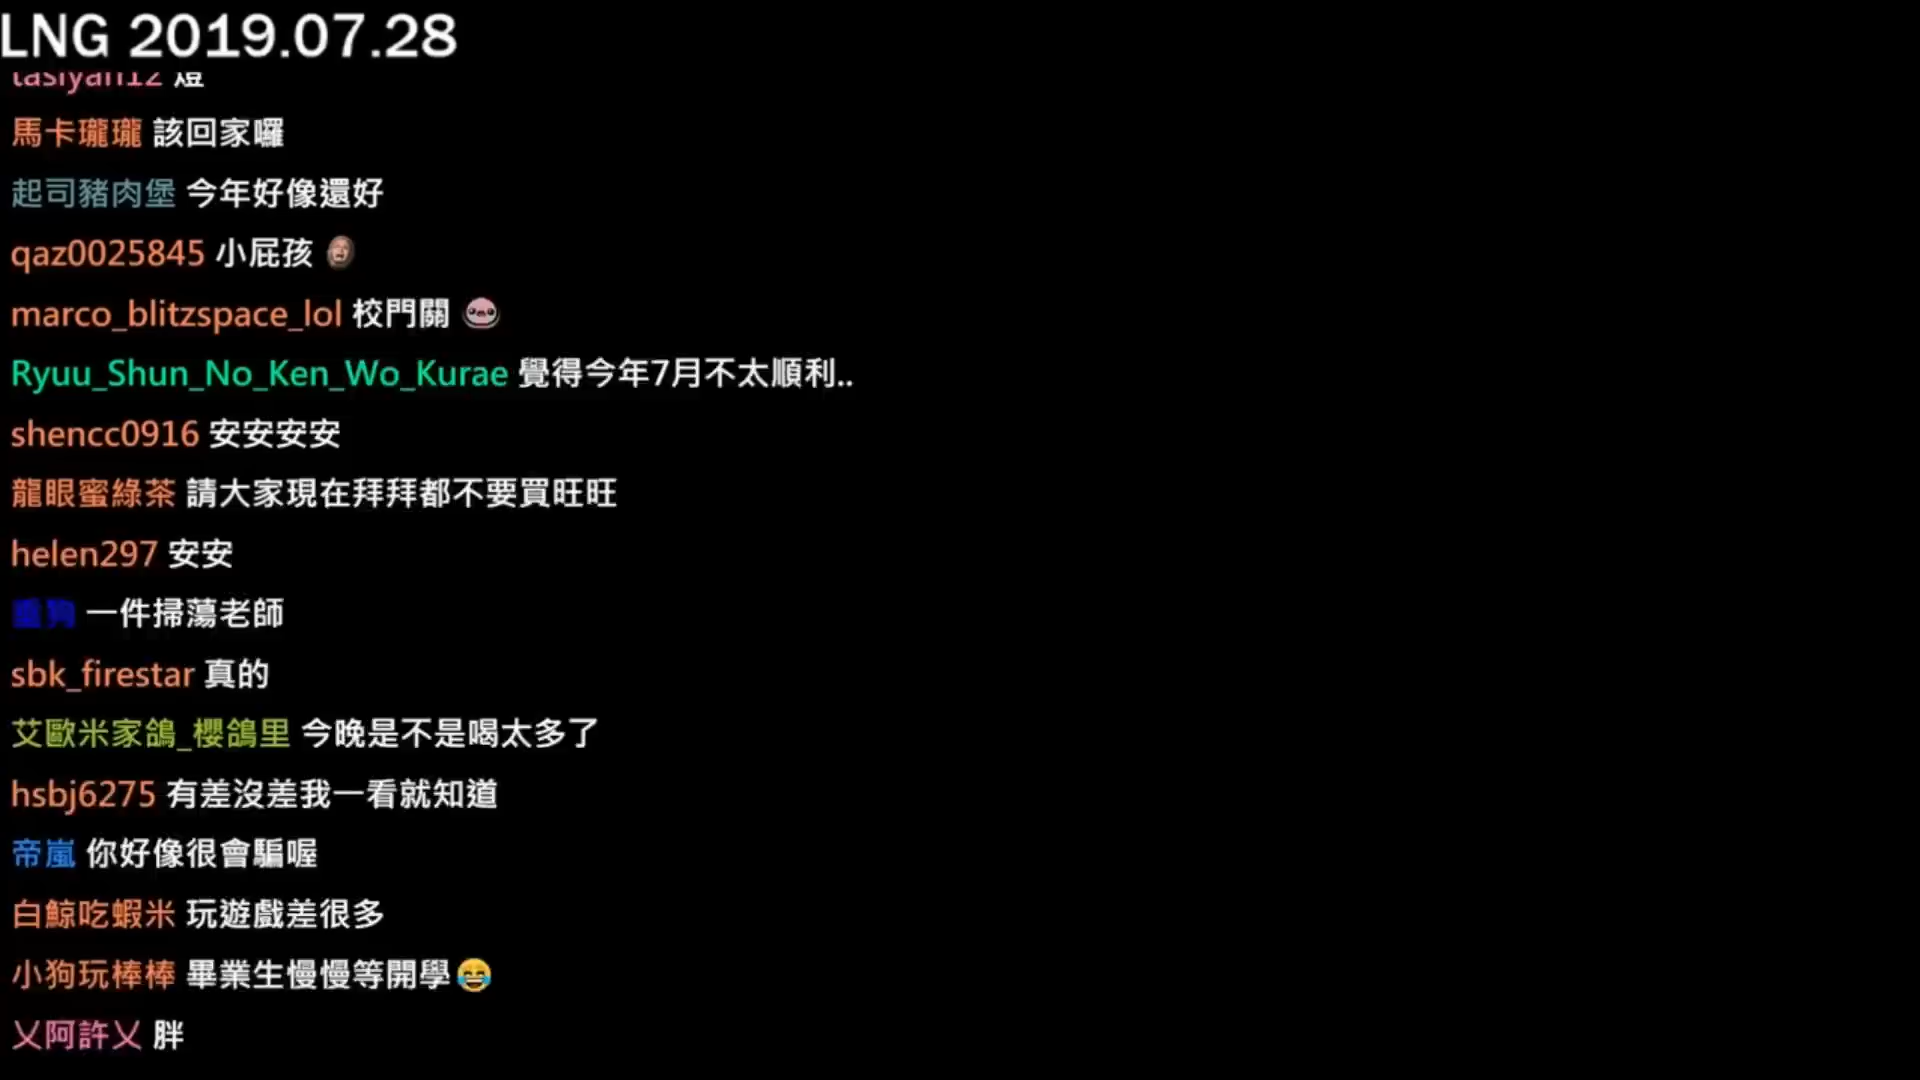 LNG 2019.07.28
tasiyan12 燈
馬卡瓏瓏 該回家囉
起司豬肉堡 今年好像還好
qaz0025845 小屁孩
marco_blitzspace_lol 校門關
Ryuu_Shun_No_Ken_Wo_Kurae 覺得今年7月不太順利..
shencc0916 安安安安
龍眼蜜綠茶 請大家現在拜拜都不要買旺旺
helen297 安安
一件掃蕩老師
sbk_firestar 真的
艾歐米家鴿_櫻鴿里 今晚是不是喝太多了
hsbj6275 有差沒差我一看就知道
帝嵐 你好像很會騙喔
白鯨吃蝦米 玩遊戲差很多
小狗玩棒棒 畢業生慢慢等開學😂
乂阿許乂 胖